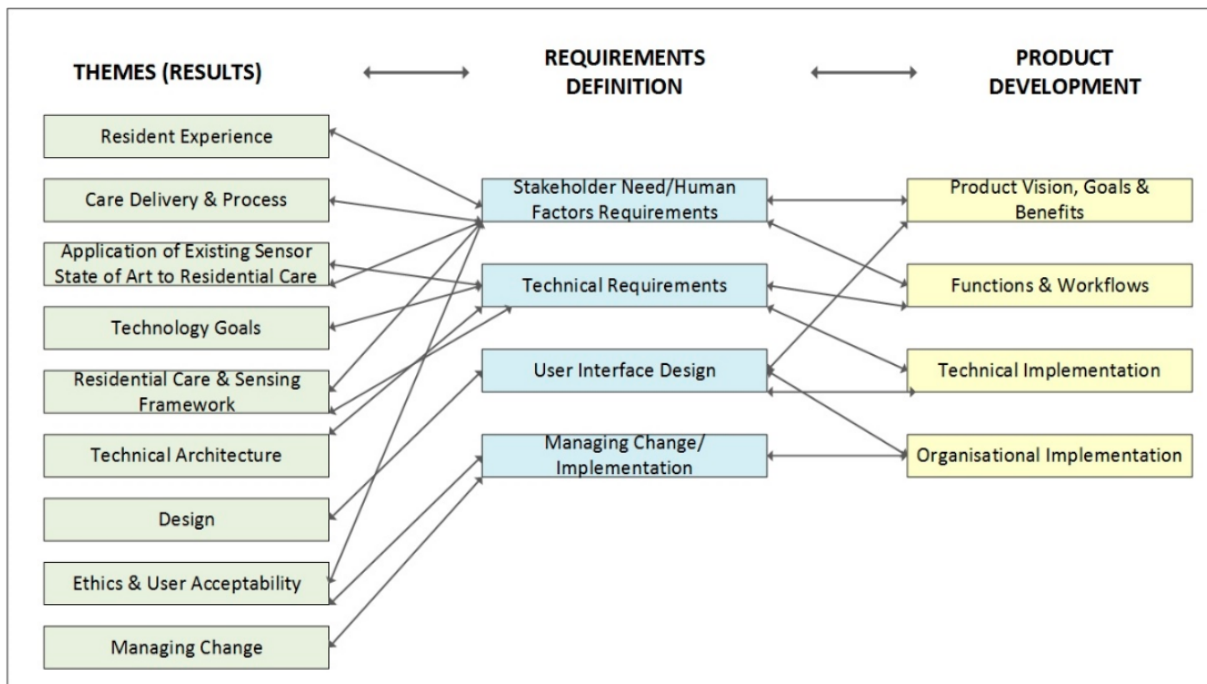 THEMES (RESULTS)
REQUIREMENTS
DEFINITION
PRODUCT
DEVELOPMENT
Resident Experience
Care Delivery & Process
Application of Existing Sensor
State of Art to Residential Care
Technology Goals
Residential Care & Sensing
Framework
Technical Architecture
Design
Ethics & User Acceptability
Managing Change
Stakeholder Need/Human
Factors Requirements
Technical Requirements
User Interface Design
Managing Change/
Implementation
Product Vision, Goals &
Benefits
Functions & Workflows
Technical Implementation
Organisational Implementation